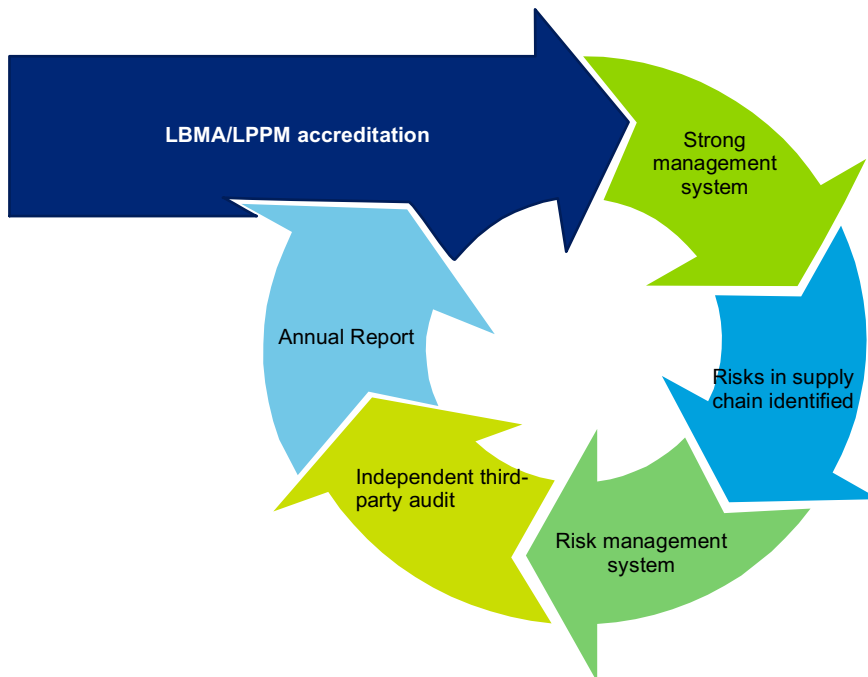 LBMA/LPPM accreditation
Strong
management
system
Risks in supply
chain identified
Risk management
system
Independent third-
party audit
Annual Report